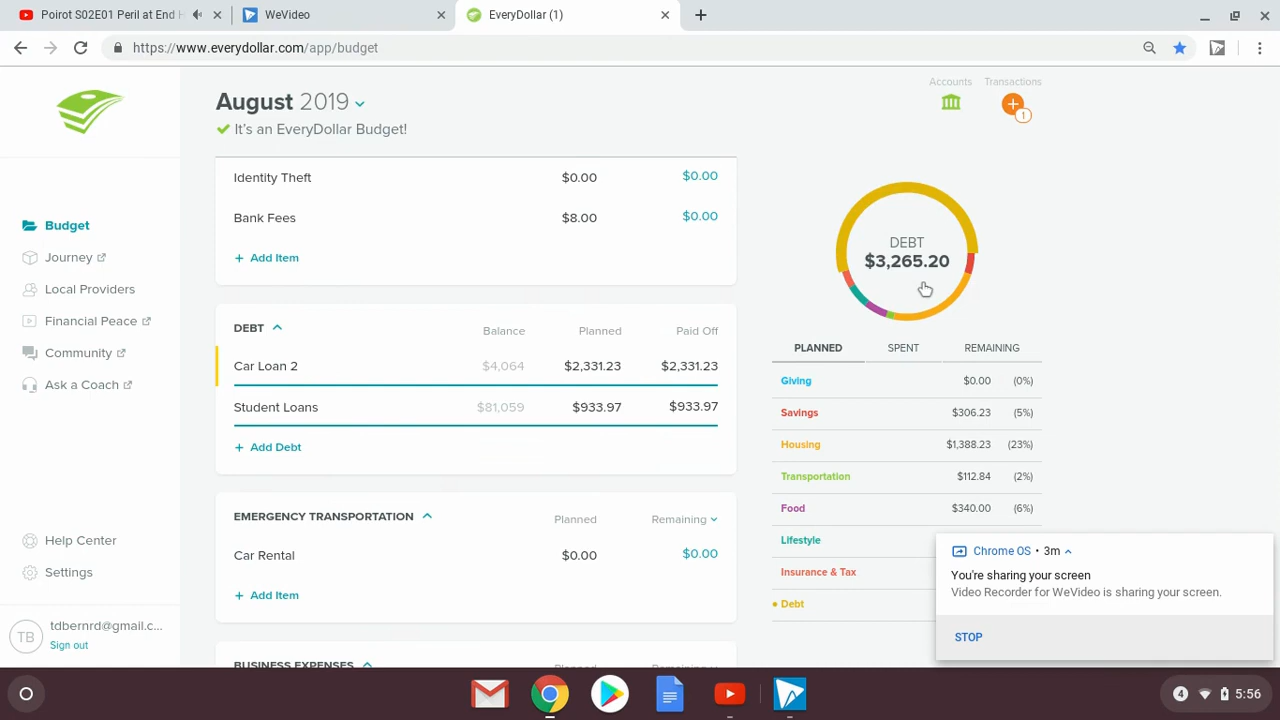 Poirot S02E01 Peril at End H
WeVideo
EveryDollar (1)
https://www.everydollar.com/app/budget
August 2019
It's an EveryDollar Budget!
Accounts
Transactions
1
Budget
Journey
Local Providers
Financial Peace
Community
Ask a Coach
Help Center
Settings
TB
tdbernrd@gmail.c...
Sign out
Identity Theft $0.00 $0.00
Bank Fees $8.00 $0.00
+ Add Item
DEBT Balance Planned Paid Off
Car Loan 2 $4,064 $2,331.23 $2,331.23
Student Loans $81,059 $933.97 $933.97
+ Add Debt
EMERGENCY TRANSPORTATION Planned Remaining
Car Rental $0.00 $0.00
+ Add Item
BUSINESS EXPENSES Planned Remaining
DEBT
$3,265.20
PLANNED SPENT REMAINING
Giving $0.00 (0%)
Savings $306.23 (5%)
Housing $1,388.23 (23%)
Transportation $112.84 (2%)
Food $340.00 (6%)
Lifestyle
Insurance & Tax
Debt
Chrome OS • 3m
You're sharing your screen
Video Recorder for WeVideo is sharing your screen.
STOP
4 5:56